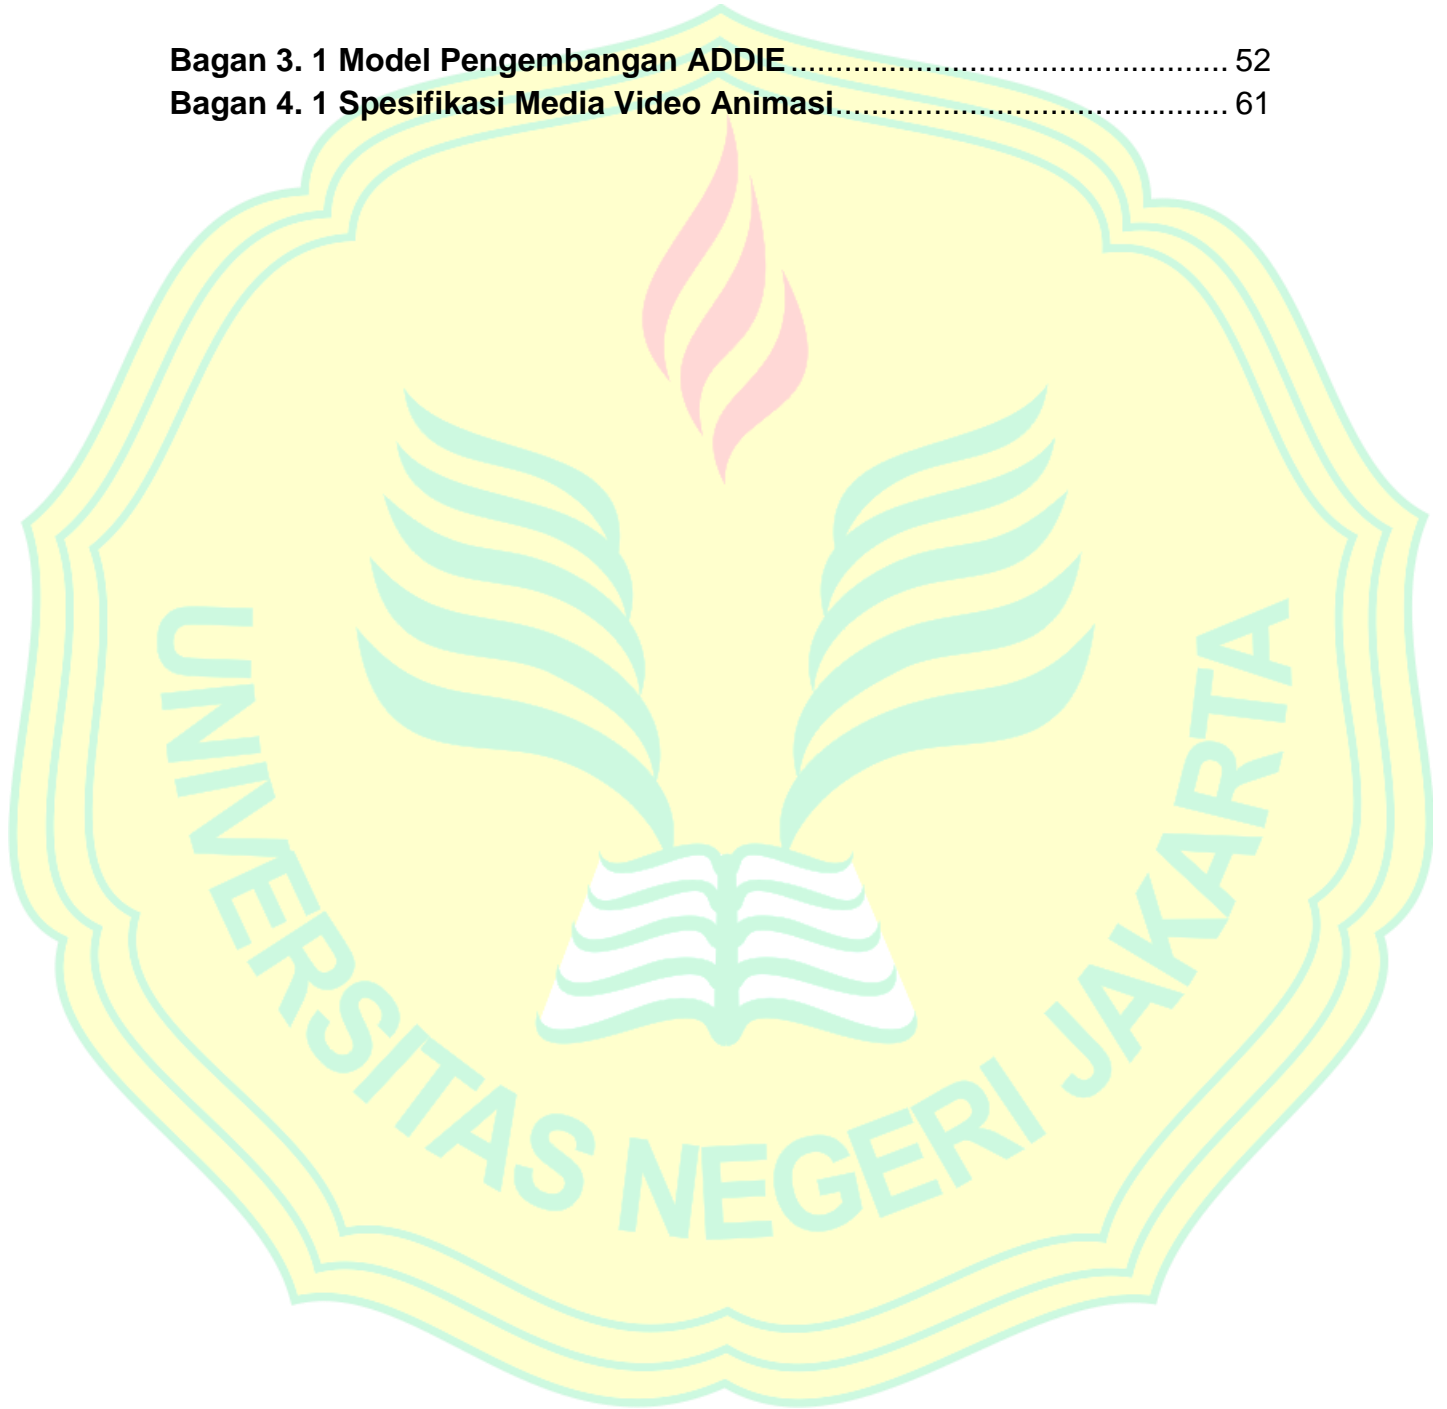 Bagan 3. 1 Model Pengembangan ADDIE ................................................ 52
Bagan 4. 1 Spesifikasi Media Video Animasi........................................... 61
UNIVERSITAS NEGERI JAKARTA